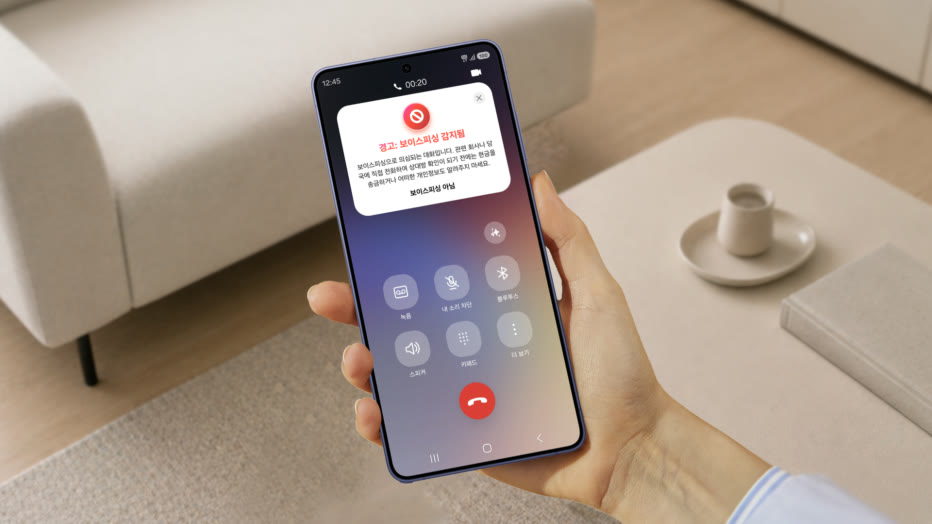 12:45
100
00:20
경고: 보이스피싱 감지됨
보이스피싱으로 의심되는 대화입니다. 관련 회사나 당
국에 직접 전화하여 상대방 확인이 되기 전에는 현금을
송금하거나 어떠한 개인정보도 알려주지 마세요.
보이스피싱 아님
녹음
내 소리 차단
블루투스
스피커
키패드
더 보기